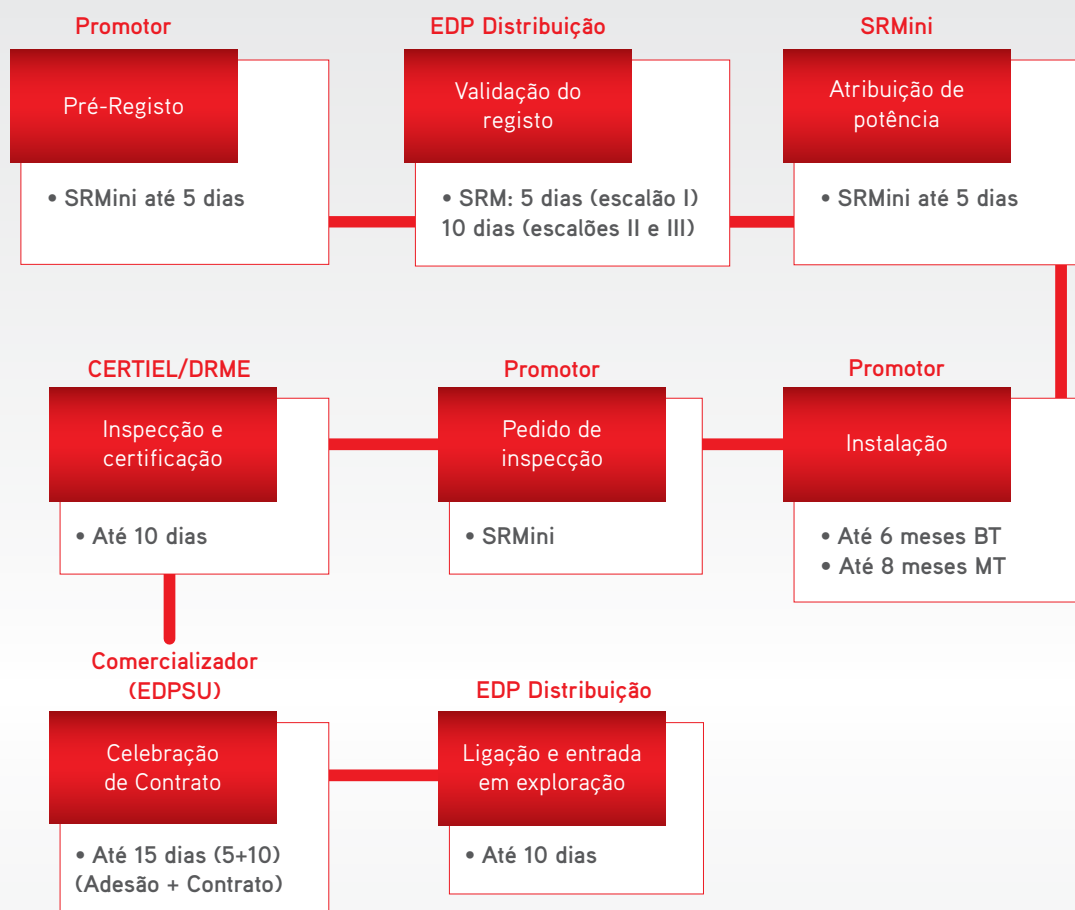 Promotor
Pré-Registo
• SRMini até 5 dias
EDP Distribuição
Validação do
registo
• SRM: 5 dias (escalão I)
10 dias (escalões II e III)
SRMini
Atribuição de
potência
• SRMini até 5 dias
Promotor
Instalação
• Até 6 meses BT
• Até 8 meses MT
Promotor
Pedido de
inspecção
• SRMini
CERTIEL/DRME
Inspecção e
certificação
• Até 10 dias
Comercializador
(EDPSU)
Celebração
de Contrato
• Até 15 dias (5+10)
(Adesão + Contrato)
EDP Distribuição
Ligação e entrada
em exploração
• Até 10 dias